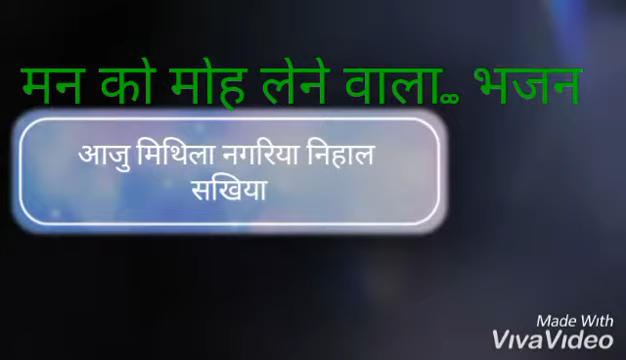 मन को मोह लेने वाला.. भजन
आजु मिथिला नगरिया निहाल
सखिया
Made With
VivaVideo